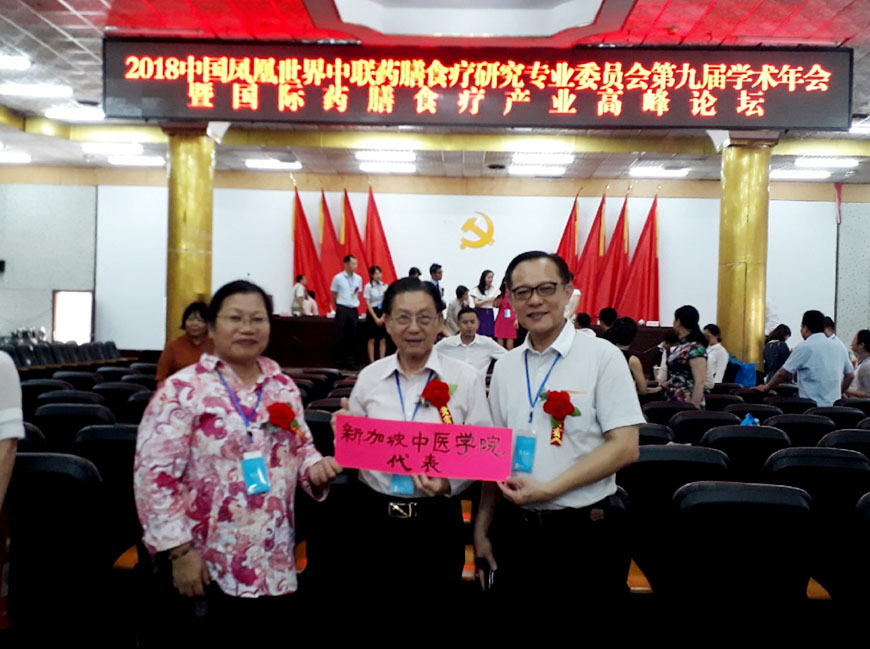 2018中国凤凰世界中联药膳食疗研究专业委员会第九届学术年会
暨国际药膳食疗产业高峰论坛
新加坡中医学院
代表